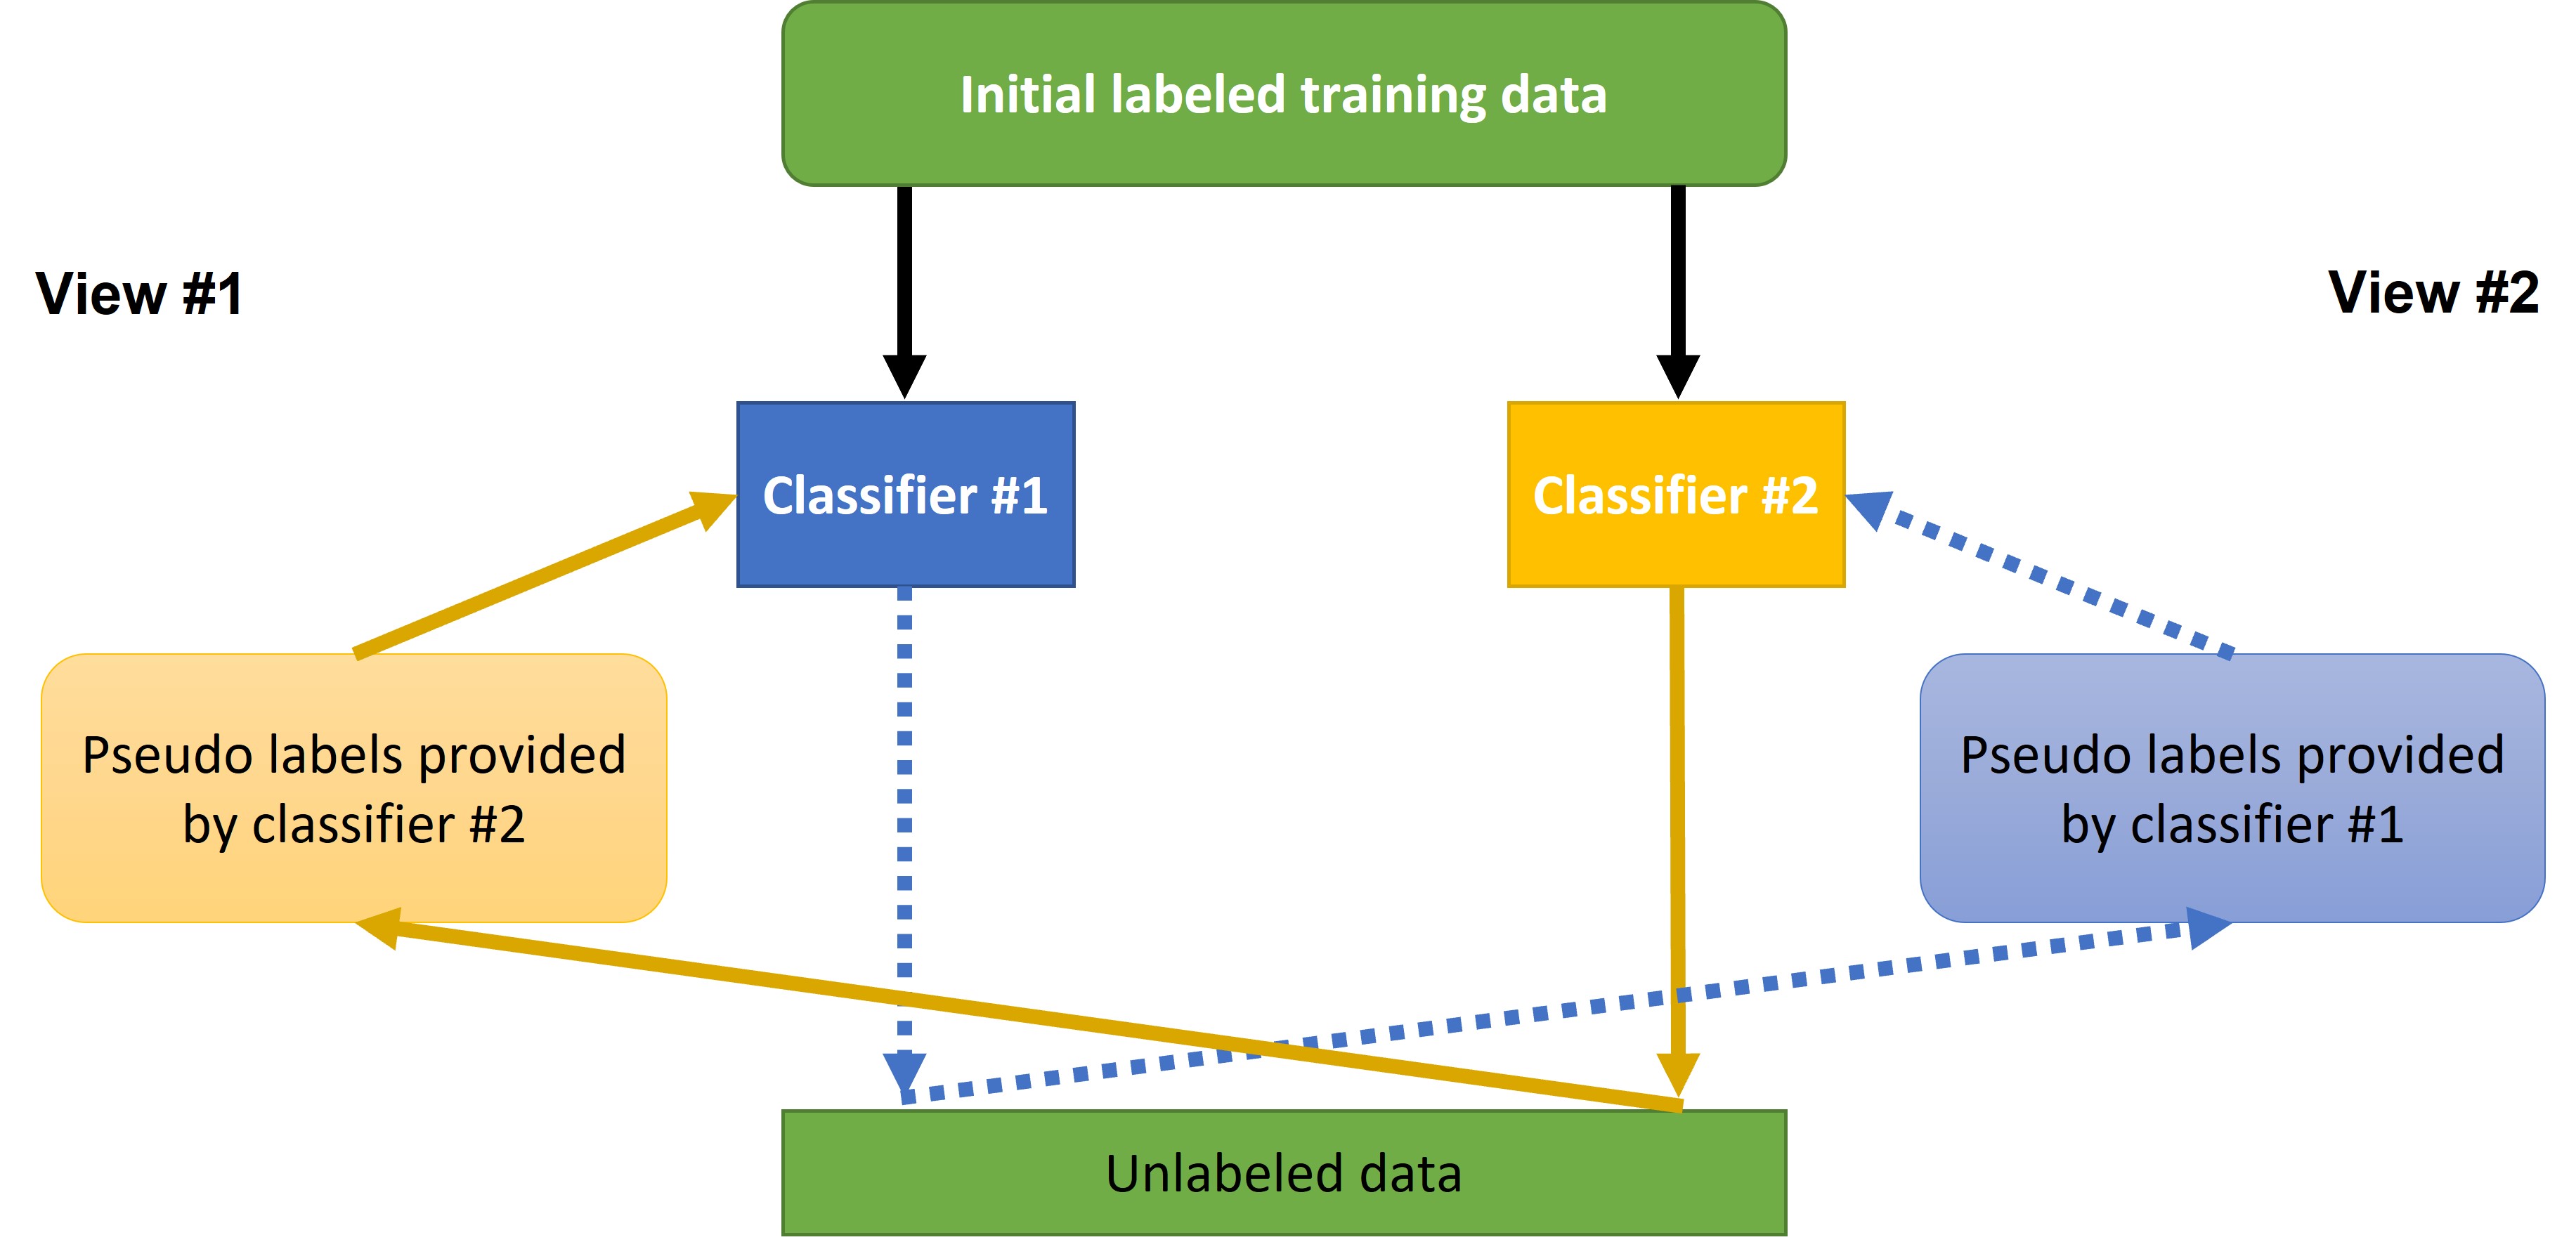 Initial labeled training data
View #1
View #2
Classifier #1
Classifier #2
Pseudo labels provided
by classifier #2
Pseudo labels provided
by classifier #1
Unlabeled data